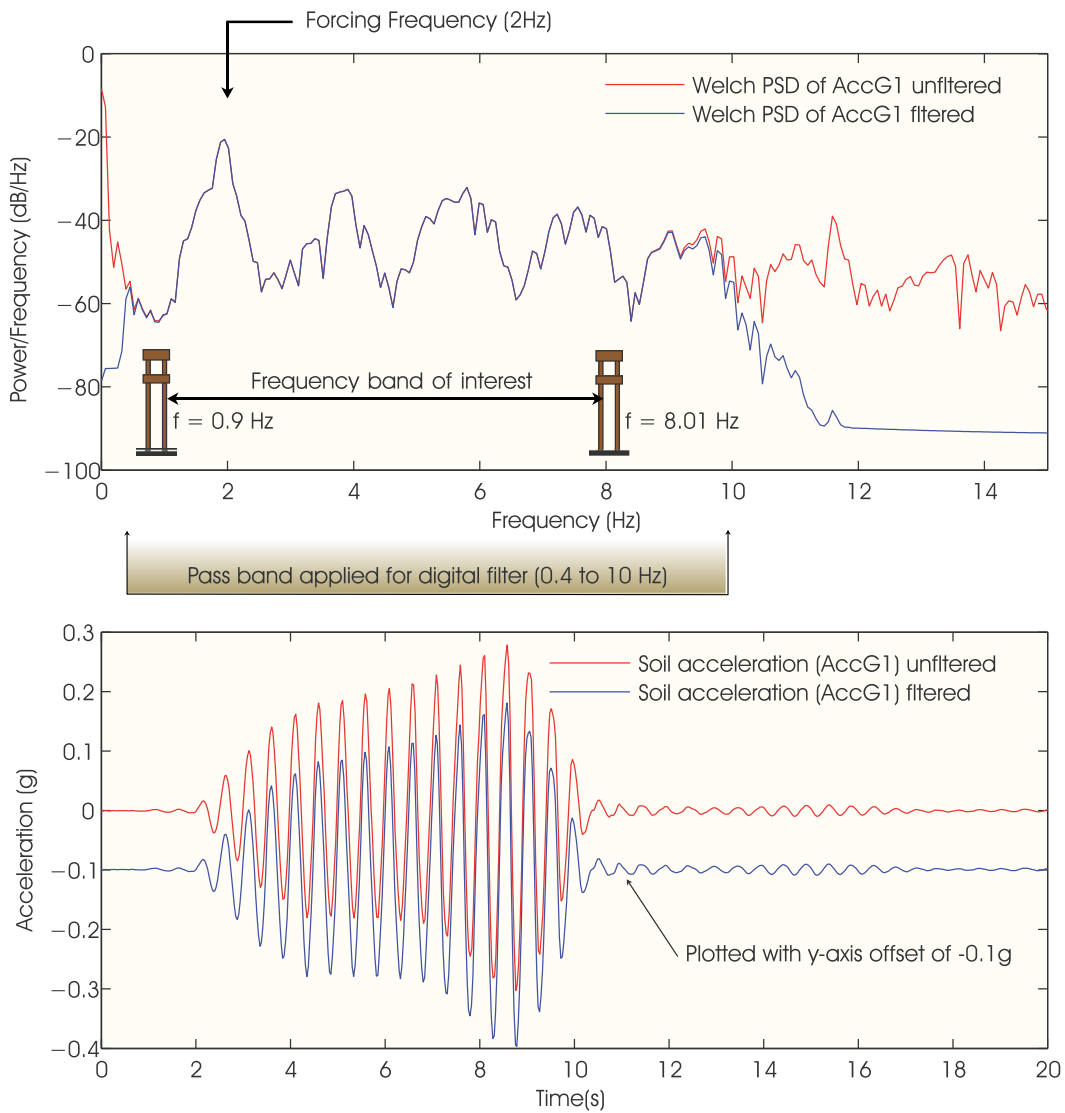 Forcing Frequency (2Hz)
0
−20
−40
−60
−80
−100
Power/Frequency (dB/Hz)
Welch PSD of AccG1 unfltered
Welch PSD of AccG1 fltered
Frequency band of interest
f = 0.9 Hz
f = 8.01 Hz
0 2 4 6 8 10 12 14
Frequency (Hz)
Pass band applied for digital filter (0.4 to 10 Hz)
0.3
0.2
0.1
0
−0.1
−0.2
−0.3
−0.4
Acceleration (g)
Soil acceleration (AccG1) unfltered
Soil acceleration (AccG1) fltered
Plotted with y-axis offset of -0.1g
0 2 4 6 8 10 12 14 16 18 20
Time(s)